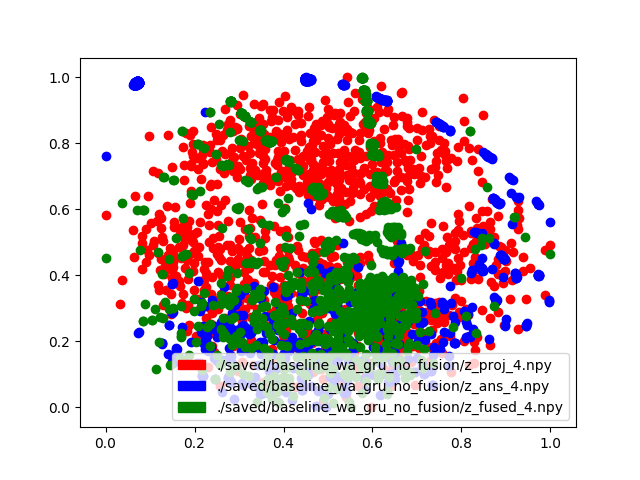 1.0
0.8
0.6
0.4
0.2
0.0
./saved/baseline_wa_gru_no_fusion/z_proj_4.npy
./saved/baseline_wa_gru_no_fusion/z_ans_4.npy
./saved/baseline_wa_gru_no_fusion/z_fused_4.npy
0.0 0.2 0.4 0.6 0.8 1.0